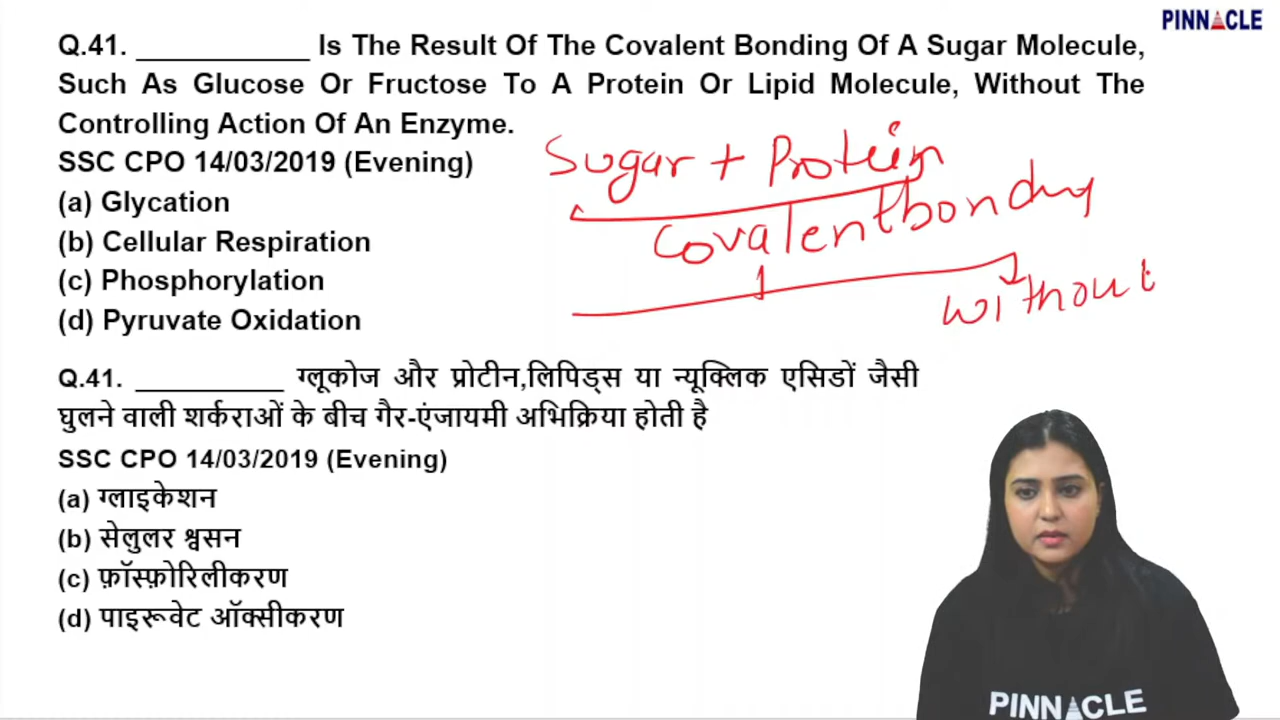 PINNACLE
Q.41. ___________ Is The Result Of The Covalent Bonding Of A Sugar Molecule,
Such As Glucose Or Fructose To A Protein Or Lipid Molecule, Without The
Controlling Action Of An Enzyme.
SSC CPO 14/03/2019 (Evening)
(a) Glycation
(b) Cellular Respiration
(c) Phosphorylation
(d) Pyruvate Oxidation
Sugar + Protein
Covalent bonding
without
Q.41. __________ ग्लूकोज और प्रोटीन,लिपिड्स या न्यूक्लिक एसिडों जैसी
घुलने वाली शर्कराओं के बीच गैर-एंजायमी अभिक्रिया होती है
SSC CPO 14/03/2019 (Evening)
(a) ग्लाइकेशन
(b) सेलुलर श्वसन
(c) फ़ॉस्फ़ोरिलीकरण
(d) पाइरूवेट ऑक्सीकरण
PINNACLE